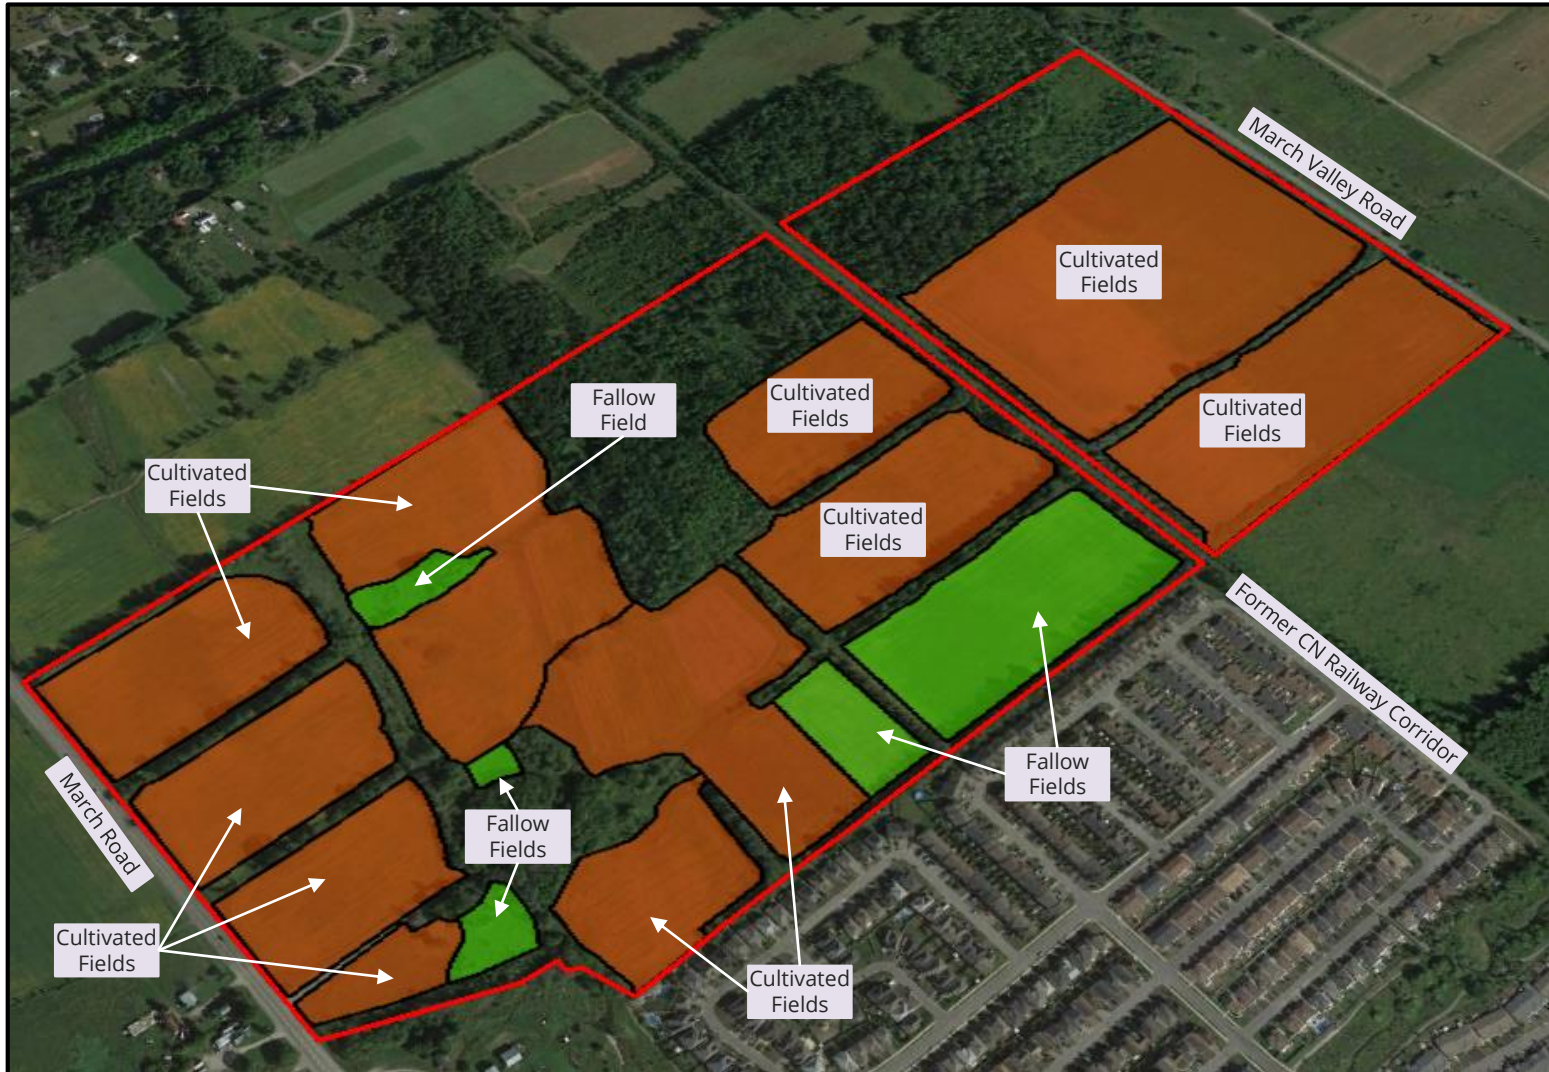 March Valley Road
Cultivated
Fields
Fallow
Field
Cultivated
Fields
Cultivated
Fields
Cultivated
Fields
Cultivated
Fields
Former CN Railway Corridor
Fallow
Fields
March Road
Fallow
Fields
Cultivated
Fields
Cultivated
Fields